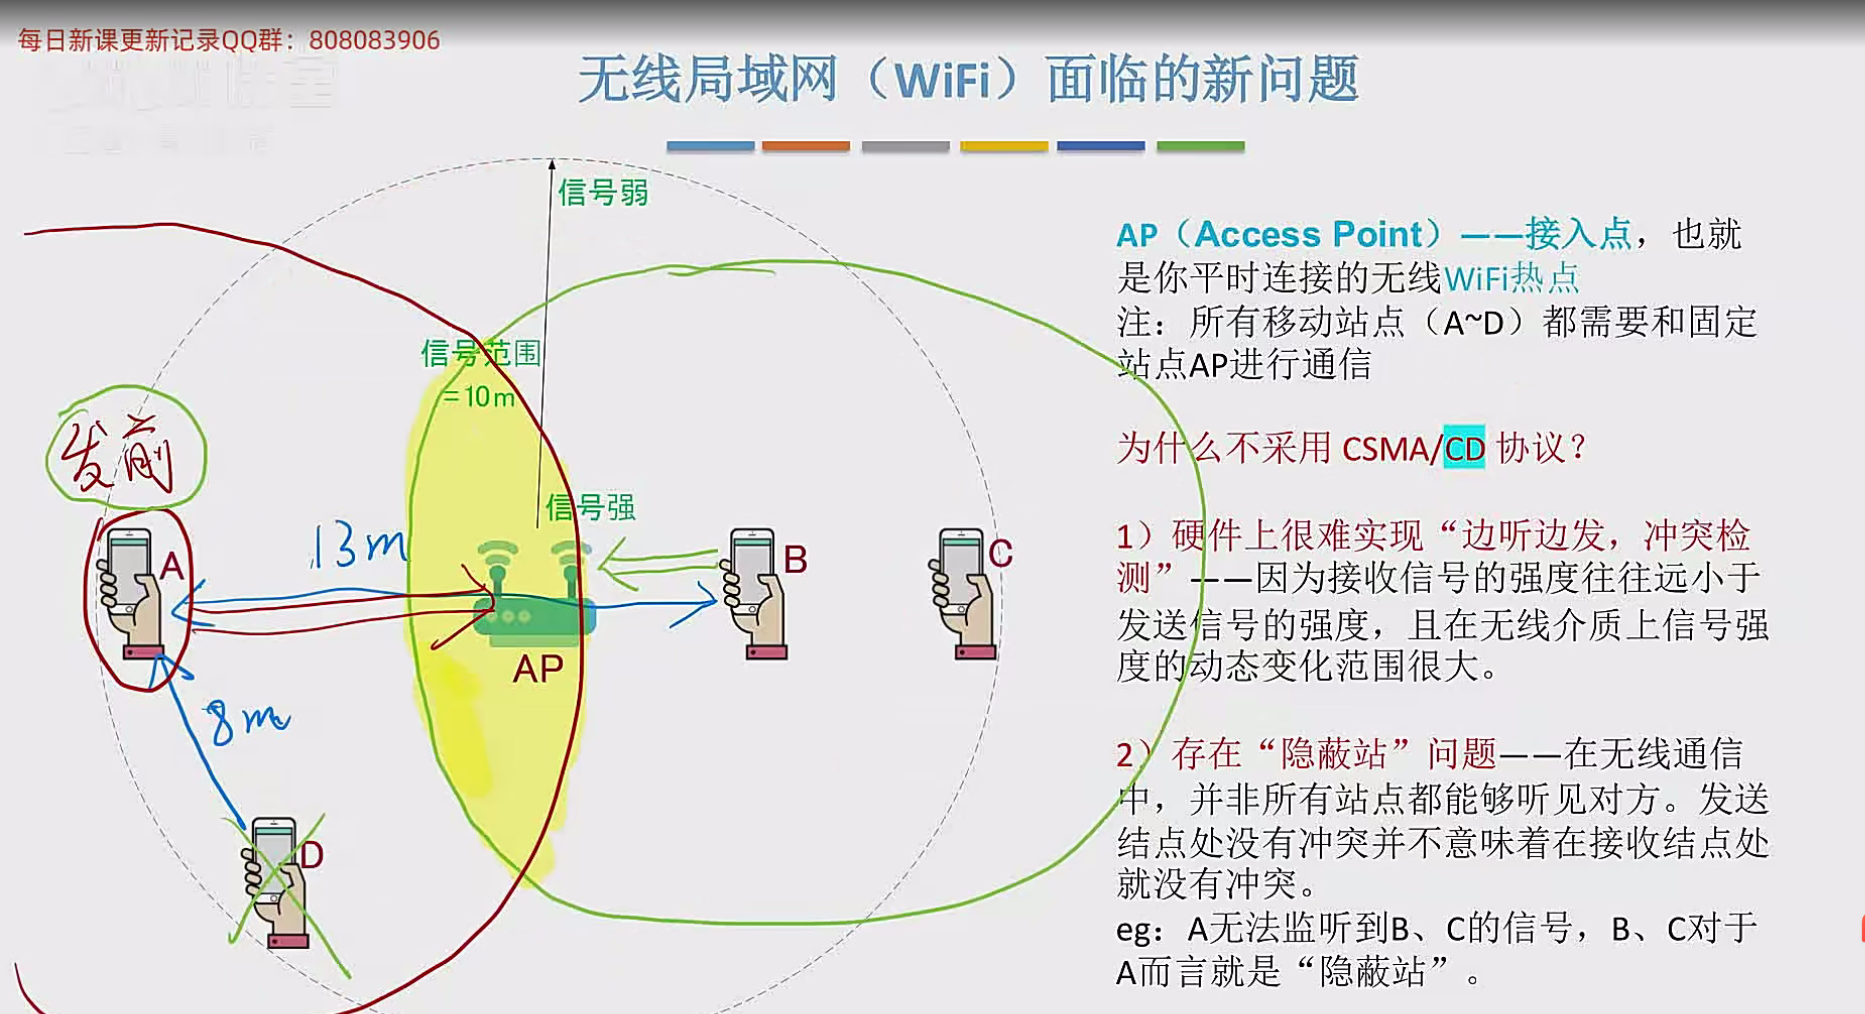 每日新课更新记录QQ群：808083906
无线局域网（WiFi）面临的新问题
信号弱
信号范围
=10m
信号强
发前
A
13m
B
C
AP
8m
D
AP（Access Point）——接入点，也就
是你平时连接的无线WiFi热点
注：所有移动站点（A~D）都需要和固定
站点AP进行通信
为什么不采用 CSMA/CD 协议？
1）硬件上很难实现“边听边发，冲突检
测”——因为接收信号的强度往往远小于
发送信号的强度，且在无线介质上信号强
度的动态变化范围很大。
2）存在“隐蔽站”问题——在无线通信
中，并非所有站点都能够听见对方。发送
结点处没有冲突并不意味着在接收结点处
就没有冲突。
eg：A无法监听到B、C的信号，B、C对于
A而言就是“隐蔽站”。